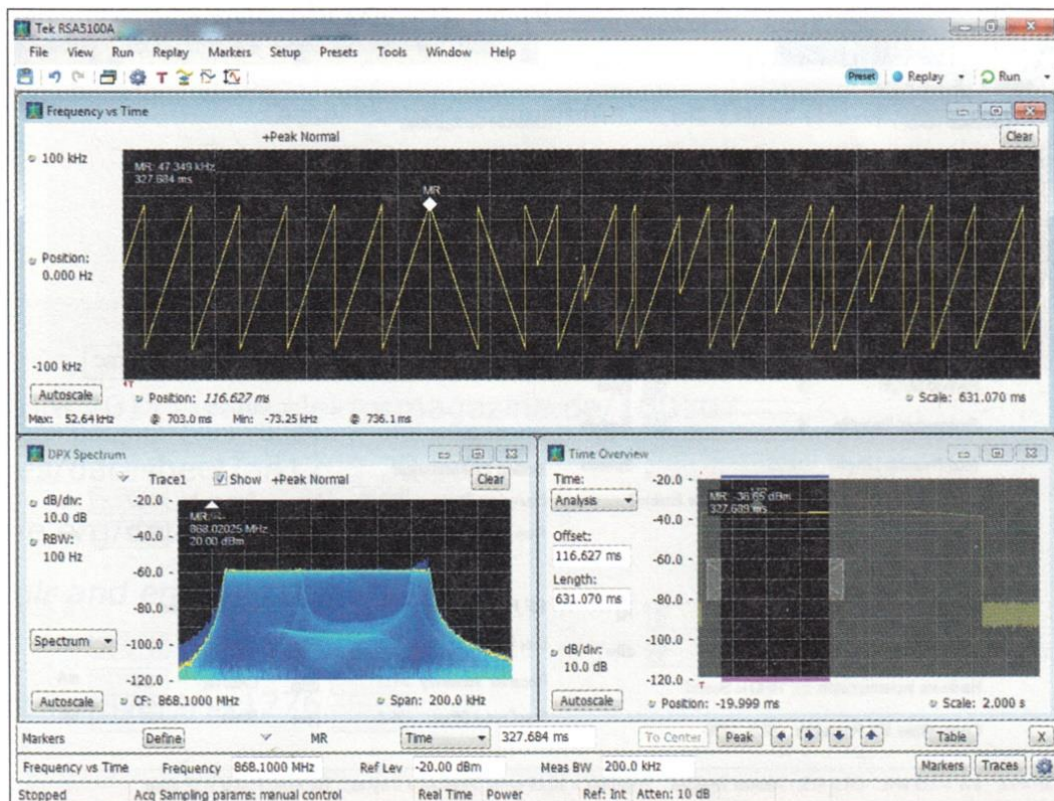 Tek RSA5100A
File View Run Replay Markers Setup Presets Tools Window Help
Preset Replay Run
Frequency vs Time
+Peak Normal
Clear
100 kHz
MR: 47.349 kHz
327.684 ms
MR
Position:
0.000 Hz
-100 kHz
Autoscale
Position: 116.627 ms
Scale: 631.070 ms
Max: 52.64 kHz @ 703.0 ms Min: -73.25 kHz @ 736.1 ms
DPX Spectrum
Trace1 Show +Peak Normal Clear
dB/div:
10.0 dB
RBW:
100 Hz
-20.0
-40.0
-60.0
-80.0
-100.0
-120.0
868.02025 MHz
20.00 dBm
Spectrum
Autoscale
CF: 868.1000 MHz
Span: 200.0 kHz
Time Overview
Time:
Analysis
Offset:
116.627 ms
Length:
631.070 ms
dB/div:
10.0 dB
Autoscale
-20.0
-40.0
-60.0
-80.0
-100.0
-120.0
MR: -36.65 dBm
327.689 ms
Position: -19.999 ms
Scale: 2.000 s
Markers Define MR Time 327.684 ms To Center Peak Table X
Frequency vs Time Frequency 868.1000 MHz Ref Lev -20.00 dBm Meas BW 200.0 kHz Markers Traces
Stopped Acq Sampling params: manual control Real Time Power Ref: Int Atten: 10 dB